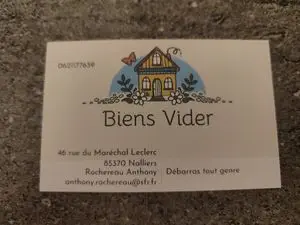 0621177659
Biens Vider
46 rue du Maréchal Leclerc
85370 Nalliers
Rochereau Anthony
Débarras tout genre
anthony.rochereau@sfr.fr